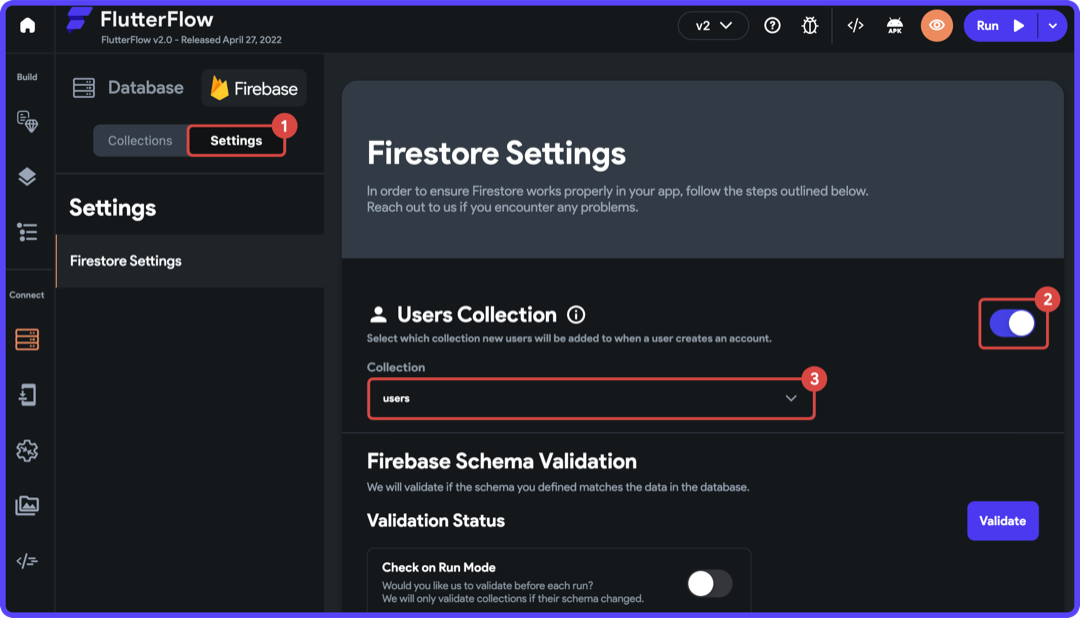 FlutterFlow
FlutterFlow v2.0 - Released April 27, 2022
v2
APK
Run
Build
Database
Firebase
Collections
Settings
1
Settings
Firestore Settings
Connect
Firestore Settings
In order to ensure Firestore works properly in your app, follow the steps outlined below.
Reach out to us if you encounter any problems.
Users Collection
2
Select which collection new users will be added to when a user creates an account.
Collection
3
users
Firebase Schema Validation
We will validate if the schema you defined matches the data in the database.
Validation Status
Validate
Check on Run Mode
Would you like us to validate before each run?
We will only validate collections if their schema changed.